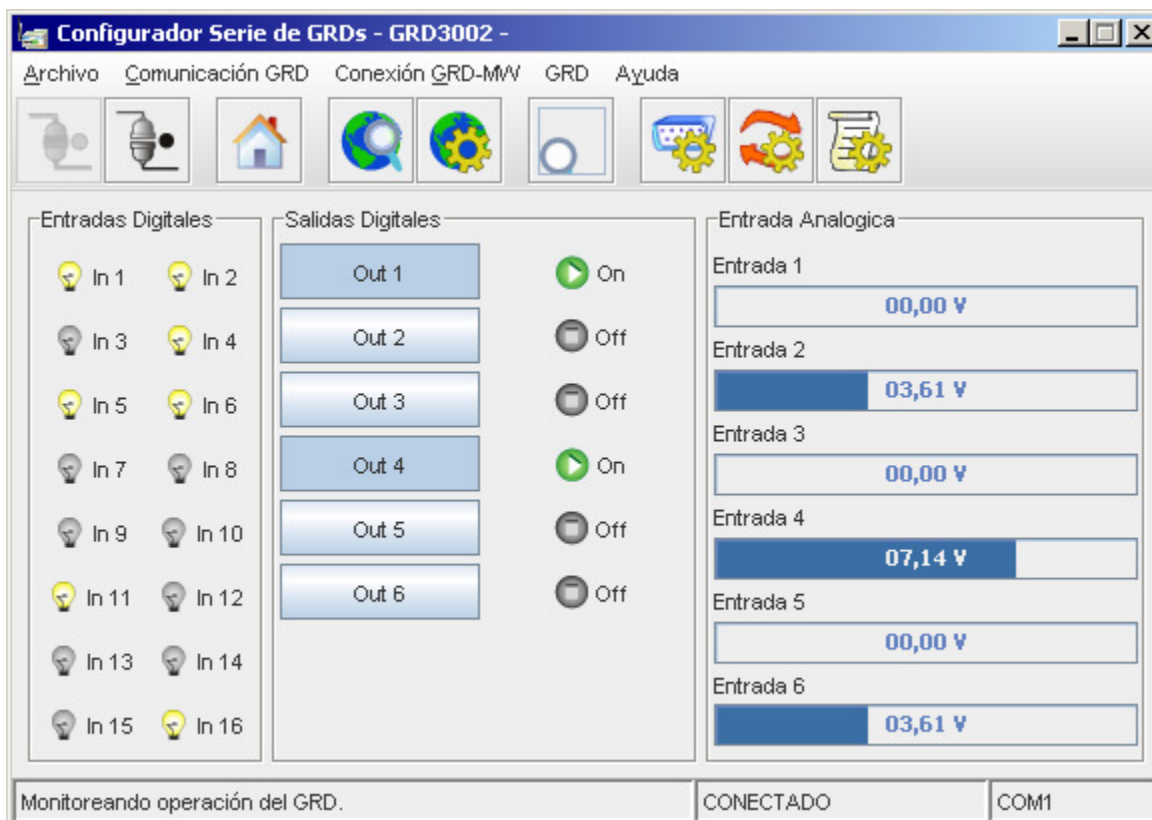 Configurador Serie de GRDs - GRD3002 -
Archivo Comunicación GRD Conexión GRD-MW GRD Ayuda
Entradas Digitales
In 1 In 2
In 3 In 4
In 5 In 6
In 7 In 8
In 9 In 10
In 11 In 12
In 13 In 14
In 15 In 16
Salidas Digitales
Out 1 On
Out 2 Off
Out 3 Off
Out 4 On
Out 5 Off
Out 6 Off
Entrada Analogica
Entrada 1
00,00 V
Entrada 2
03,61 V
Entrada 3
00,00 V
Entrada 4
07,14 V
Entrada 5
00,00 V
Entrada 6
03,61 V
Monitoreando operación del GRD. CONECTADO COM1